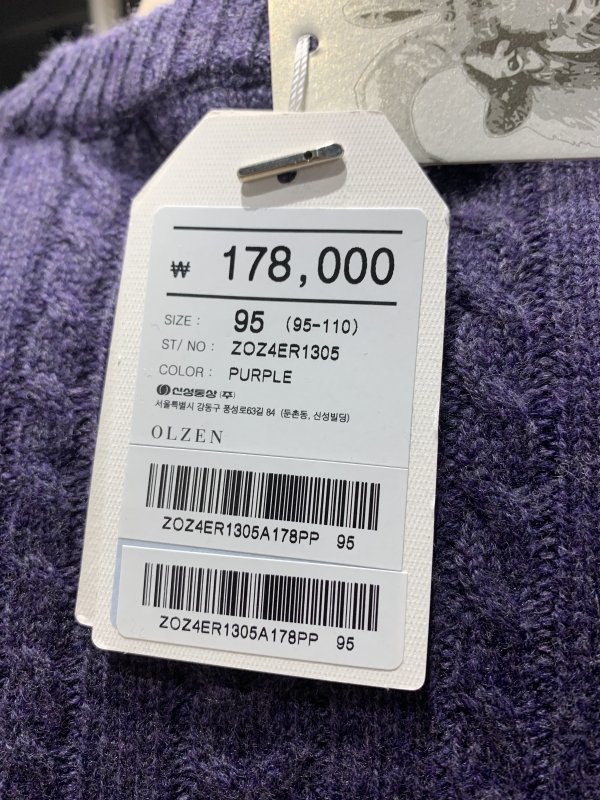 ₩ 178,000
SIZE : 95 (95-110)
ST/ NO : ZOZ4ER1305
COLOR : PURPLE
신성통상 (주)
서울특별시 강동구 풍성로63길 84 (둔촌동, 신성빌딩)
OLZEN
ZOZ4ER1305A178PP 95
ZOZ4ER1305A178PP 95